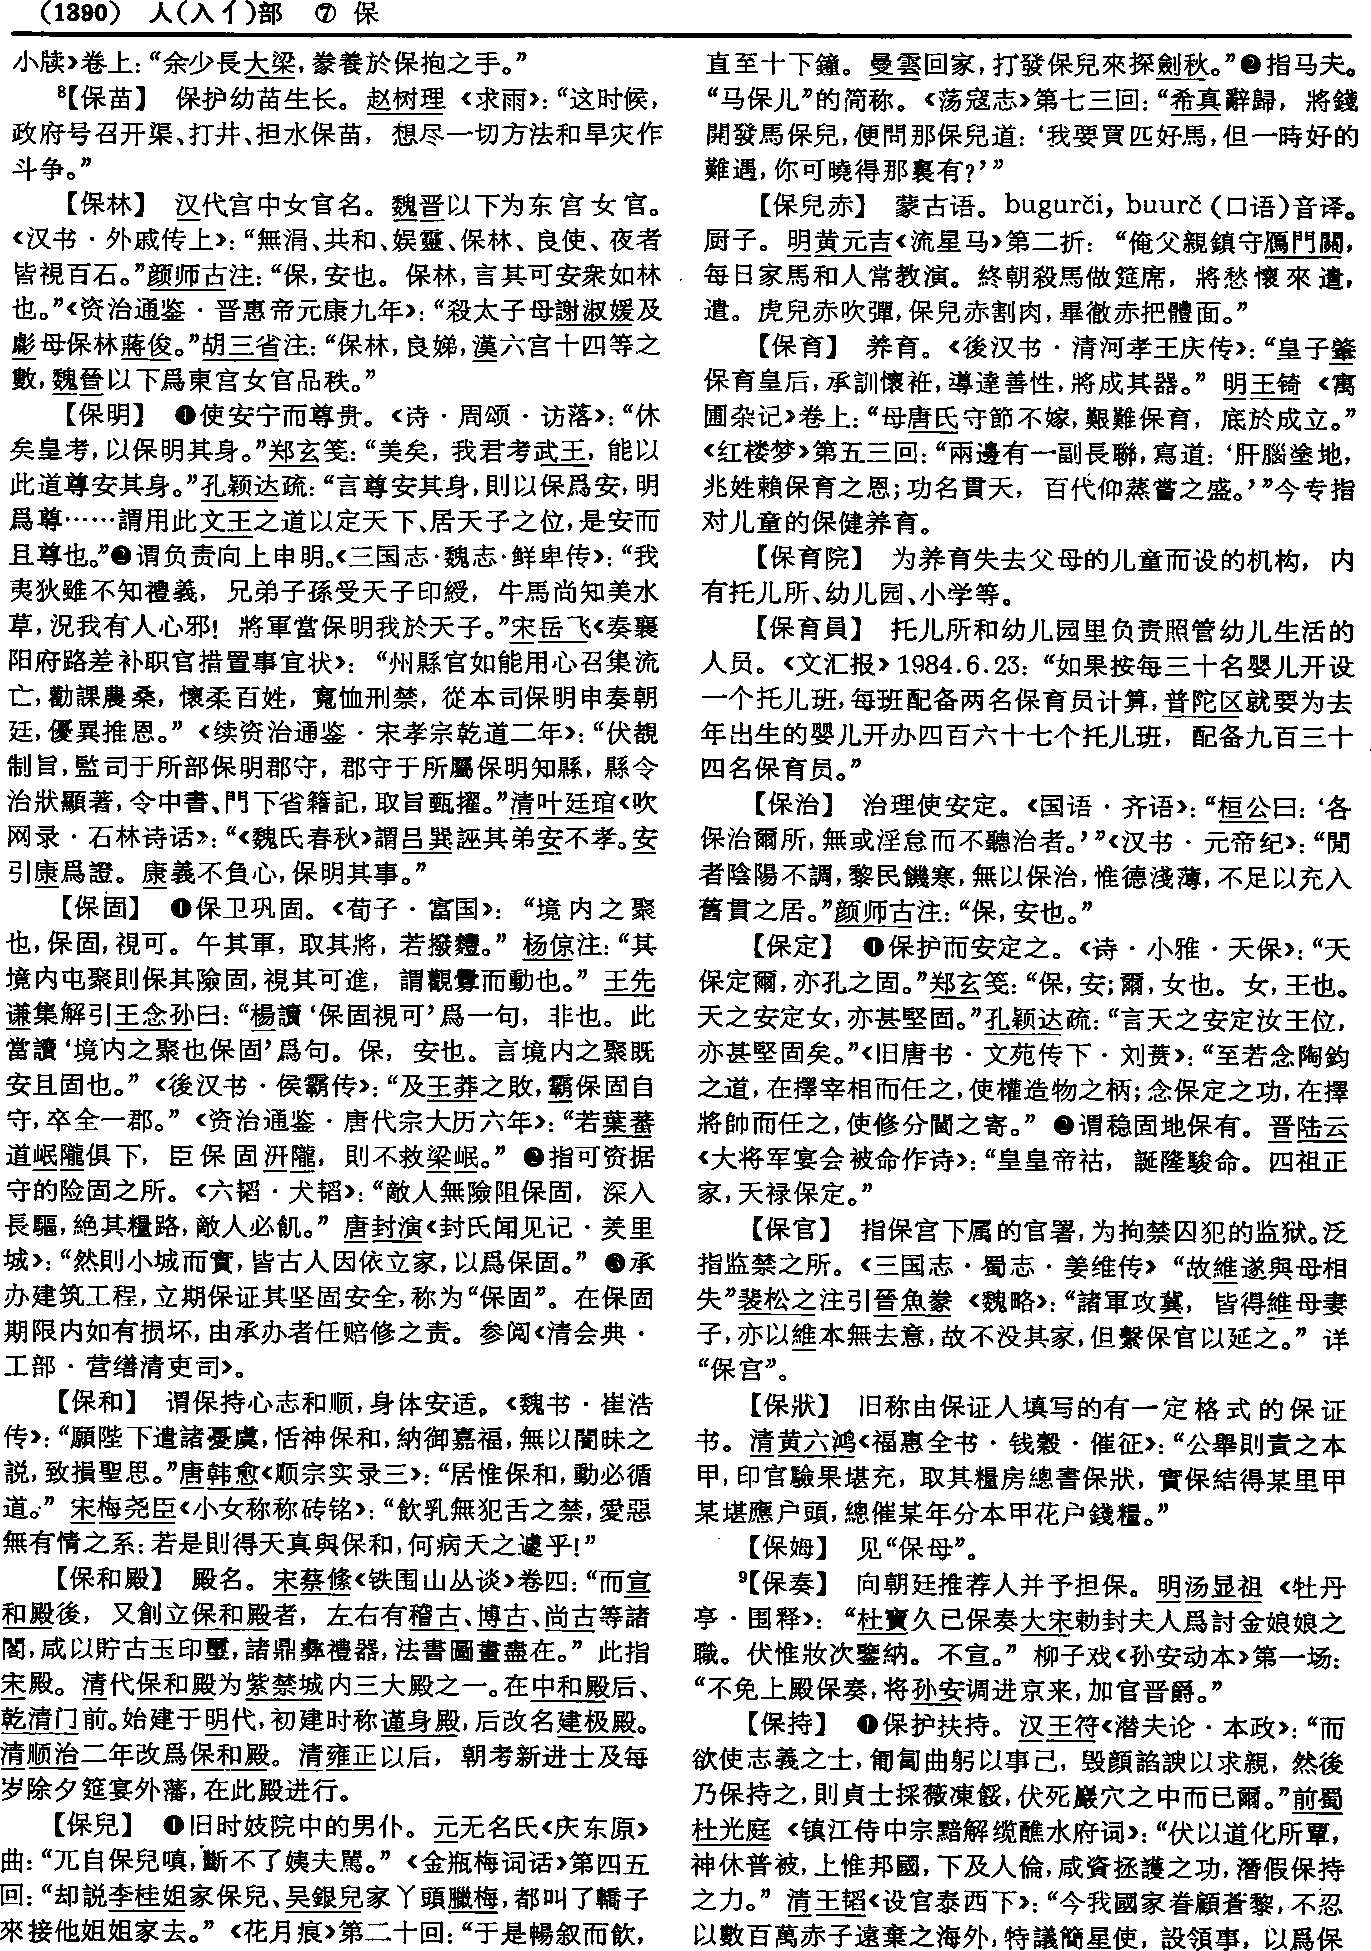 (1390) 人(入亻)部 ⑦ 保
小牍》卷上：“余少長大梁，豢養於保抱之手。”
⁸【保苗】 保护幼苗生长。赵树理《求雨》：“这时候，
政府号召开渠、打井、担水保苗，想尽一切方法和旱灾作
斗争。”
【保林】 汉代宫中女官名。魏晋以下为东宫女官。
《汉书·外戚传上》：“無涓、共和、娱靈、保林、良使、夜者
皆視百石。”颜师古注：“保，安也。保林，言其可安衆如林
也。”《资治通鉴·晋惠帝元康九年》：“殺太子母謝淑媛及
彪母保林蔣俊。”胡三省注：“保林，良娣，漢六宫十四等之
數，魏晉以下爲東宫女官品秩。”
【保明】 ❶使安宁而尊贵。《诗·周颂·访落》：“休
矣皇考，以保明其身。”郑玄笺：“美矣，我君考武王，能以
此道尊安其身。”孔颖达疏：“言尊安其身，則以保爲安，明
爲尊……謂用此文王之道以定天下、居天子之位，是安而
且尊也。”❷谓负责向上申明。《三国志·魏志·鲜卑传》：“我
夷狄雖不知禮義，兄弟子孫受天子印綬，牛馬尚知美水
草，況我有人心邪！將軍當保明我於天子。”宋岳飞《奏襄
阳府路差补职官措置事宜状》：“州縣官如能用心召集流
亡，勸課農桑，懷柔百姓，寬恤刑禁，從本司保明申奏朝
廷，優異推恩。”《续资治通鉴·宋孝宗乾道二年》：“伏覩
制旨，監司于所部保明郡守，郡守于所屬保明知縣，縣令
治狀顯著，令中書、門下省籍記，取旨甄擢。”清叶廷琯《吹
网录·石林诗话》：“《魏氏春秋》謂吕巽誣其弟安不孝。安
引康爲證。康義不負心，保明其事。”
【保固】 ❶保卫巩固。《荀子·富国》：“境内之聚
也，保固，視可。午其軍，取其將，若撥麷。”杨倞注：“其
境内屯聚則保其險固，視其可進，謂觀釁而動也。”王先
谦集解引王念孙曰：“楊讀‘保固視可’爲一句，非也。此
當讀‘境内之聚也保固’爲句。保，安也。言境内之聚既
安且固也。”《後汉书·侯霸传》：“及王莽之敗，霸保固自
守，卒全一郡。”《资治通鉴·唐代宗大历六年》：“若葉蕃
道岷隴俱下，臣保固汧隴，則不救梁岷。”❷指可资据
守的险固之所。《六韬·犬韬》：“敵人無險阻保固，深入
長驅，絶其糧路，敵人必飢。”唐封演《封氏闻见记·羑里
城》：“然則小城而實，皆古人因依立家，以爲保固。”❸承
办建筑工程，立期保证其坚固安全，称为“保固”。在保固
期限内如有损坏，由承办者任赔修之责。参阅《清会典·
工部·营缮清吏司》。
【保和】 谓保持心志和顺，身体安适。《魏书·崔浩
传》：“願陛下遣諸憂虞，恬神保和，納御嘉福，無以闇昧之
説，致損聖思。”唐韩愈《顺宗实录三》：“居惟保和，動必循
道。”宋梅尧臣《小女称称砖铭》：“飲乳無犯舌之禁，愛惡
無有情之系；若是則得天真與保和，何病夭之遽乎！”
【保和殿】 殿名。宋蔡絛《铁围山丛谈》卷四：“而宣
和殿後，又創立保和殿者，左右有稽古、博古、尚古等諸
閣，咸以貯古玉印璽，諸鼎彝禮器，法書圖畫盡在。”此指
宋殿。清代保和殿为紫禁城内三大殿之一。在中和殿后、
乾清门前。始建于明代，初建时称谨身殿，后改名建极殿。
清顺治二年改爲保和殿。清雍正以后，朝考新进士及每
岁除夕筵宴外藩，在此殿进行。
【保兒】 ❶旧时妓院中的男仆。元无名氏《庆东原》
曲：“兀自保兒嗔，斷不了姨夫駡。”《金瓶梅词话》第四五
回：“却説李桂姐家保兒、吴銀兒家丫頭臘梅，都叫了轎子
來接他姐姐家去。”《花月痕》第二十回：“于是暢叙而飲，
直至十下鐘。曼雲回家，打發保兒來探劍秋。”❷指马夫。
“马保儿”的简称。《荡寇志》第七三回：“希真辭歸，將錢
開發馬保兒，便問那保兒道：‘我要買匹好馬，但一時好的
難遇，你可曉得那裏有？’”
【保兒赤】 蒙古语。bugurči，buurč（口语）音译。
厨子。明黄元吉《流星马》第二折：“俺父親鎮守鴈門關，
每日家馬和人常教演。終朝殺馬做筵席，將愁懷來遣，
遣。虎兒赤吹彈，保兒赤割肉，畢徹赤把體面。”
【保育】 养育。《後汉书·清河孝王庆传》：“皇子肇
保育皇后，承訓懷袵，導達善性，將成其器。”明王锜《寓
圃杂记》卷上：“母唐氏守節不嫁，艱難保育，底於成立。”
《红楼梦》第五三回：“兩邊有一副長聯，寫道：‘肝腦塗地，
兆姓賴保育之恩；功名貫天，百代仰蒸嘗之盛。’”今专指
对儿童的保健养育。
【保育院】 为养育失去父母的儿童而设的机构，内
有托儿所、幼儿园、小学等。
【保育員】 托儿所和幼儿园里负责照管幼儿生活的
人员。《文汇报》1984.6.23：“如果按每三十名婴儿开设
一个托儿班，每班配备两名保育员计算，普陀区就要为去
年出生的婴儿开办四百六十七个托儿班，配备九百三十
四名保育员。”
【保治】 治理使安定。《国语·齐语》：“桓公曰：‘各
保治爾所，無或淫怠而不聽治者。’”《汉书·元帝纪》：“間
者陰陽不調，黎民饑寒，無以保治，惟德淺薄，不足以充入
舊貫之居。”颜师古注：“保，安也。”
【保定】 ❶保护而安定之。《诗·小雅·天保》：“天
保定爾，亦孔之固。”郑玄笺：“保，安；爾，女也。女，王也。
天之安定女，亦甚堅固。”孔颖达疏：“言天之安定汝王位，
亦甚堅固矣。”《旧唐书·文苑传下·刘蕡》：“至若念陶鈞
之道，在擇宰相而任之，使權造物之柄；念保定之功，在擇
將帥而任之，使修分閫之寄。”❷谓稳固地保有。晋陆云
《大将军宴会被命作诗》：“皇皇帝祜，誕隆駿命。四祖正
家，天禄保定。”
【保官】 指保宫下属的官署，为拘禁囚犯的监狱。泛
指监禁之所。《三国志·蜀志·姜维传》“故維遂與母相
失”裴松之注引晉魚豢《魏略》：“諸軍攻冀，皆得維母妻
子，亦以維本無去意，故不没其家，但繫保官以延之。”详
“保宫”。
【保狀】 旧称由保证人填写的有一定格式的保证
书。清黄六鸿《福惠全书·钱穀·催征》：“公舉則責之本
甲，印官驗果堪充，取其糧房總書保狀，實保結得某里甲
某堪應户頭，總催某年分本甲花户錢糧。”
【保姆】 见“保母”。
⁹【保奏】 向朝廷推荐人并予担保。明汤显祖《牡丹
亭·围释》：“杜寶久已保奏大宋勅封夫人爲討金娘娘之
職。伏惟妝次鑒納。不宣。”柳子戏《孙安动本》第一场：
“不免上殿保奏，将孙安调进京来，加官晋爵。”
【保持】 ❶保护扶持。汉王符《潜夫论·本政》：“而
欲使志義之士，匍匐曲躬以事己，毁顔諂諛以求親，然後
乃保持之，則貞士採薇凍餒，伏死巖穴之中而已爾。”前蜀
杜光庭《镇江侍中宗黯解缆醮水府词》：“伏以道化所覃，
神休普被，上惟邦國，下及人倫，咸資拯護之功，潛假保持
之力。”清王韬《设官泰西下》：“今我國家眷顧蒼黎，不忍
以數百萬赤子遠棄之海外，特議簡星使，設領事，以爲保